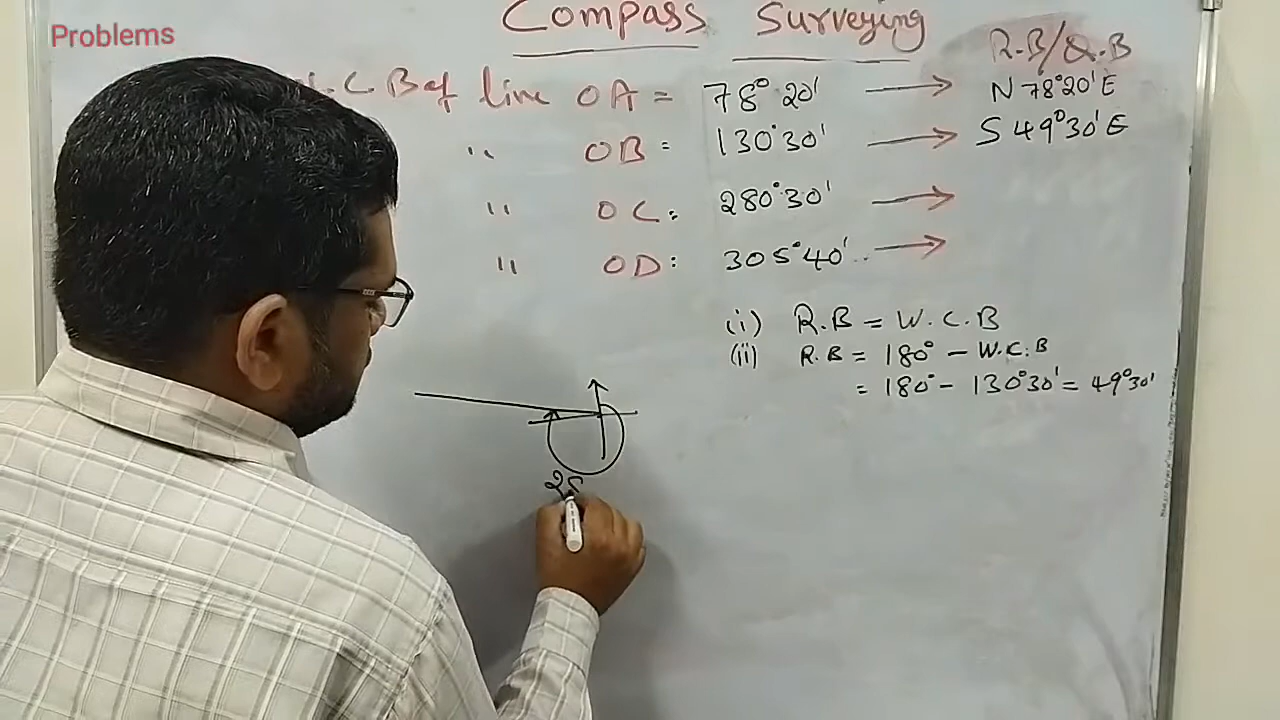 Problems
Compass Surveying
R.B/Q.B
C B of line OA = 78° 20' → N 78° 20' E
" OB = 130° 30' → S 49° 30' E
" OC = 280° 30' →
" OD = 305° 40' →
(i) R.B = W.C.B
(ii) R.B = 180° - W.C.B
= 180° - 130° 30' = 49° 30'